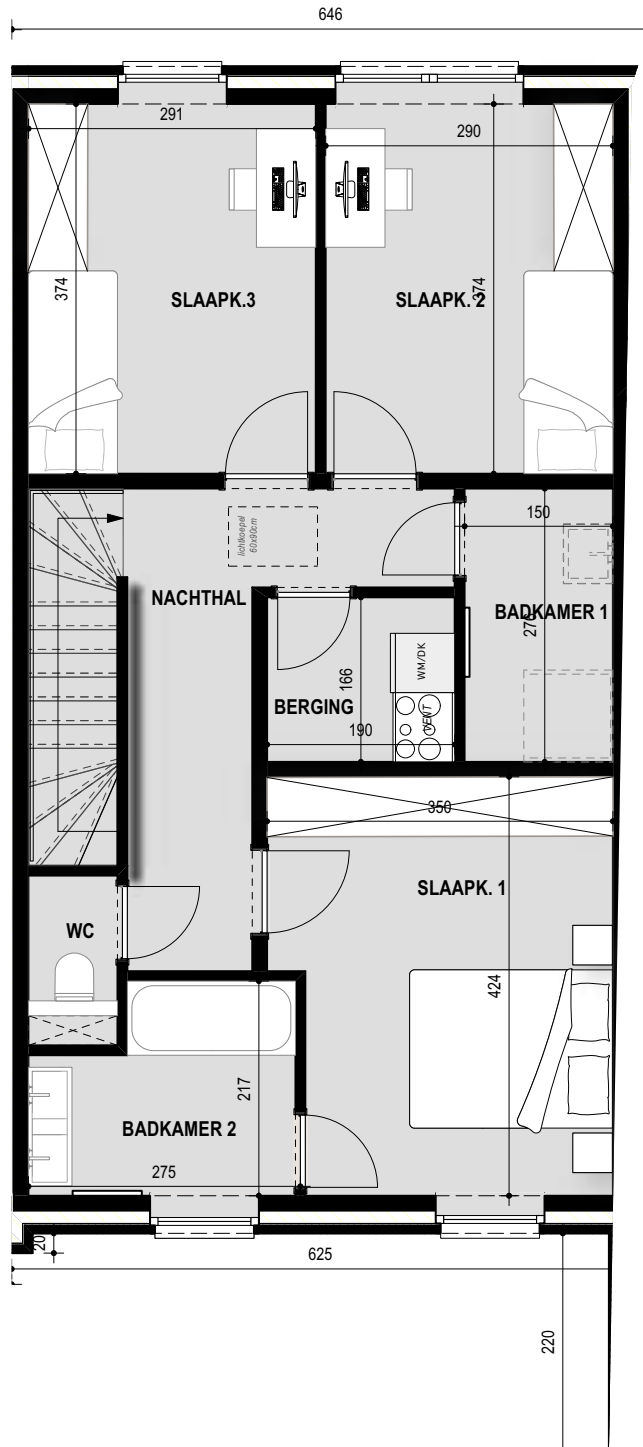 646
291
290
374
374
SLAAPK.3
SLAAPK. 2
lichtkoepel
60x90cm
150
NACHTHAL
BADKAMER 1
276
WM/DK
166
BERGING
VENT
190
350
SLAAPK. 1
WC
424
217
BADKAMER 2
275
20
625
220